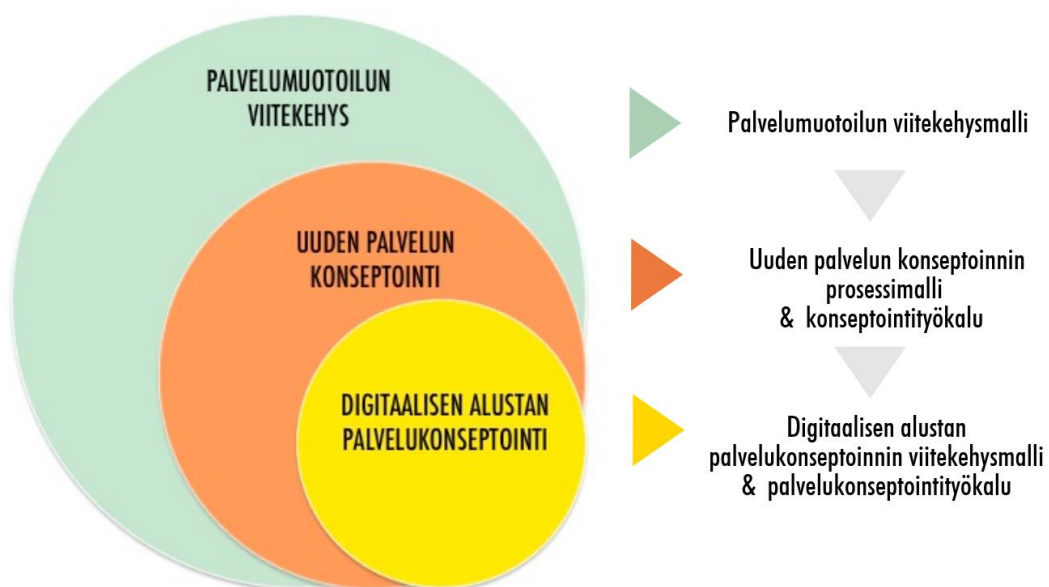 PALVELUMUOTOILUN
VIITEKEHYS
UUDEN PALVELUN
KONSEPTOINTI
DIGITAALISEN ALUSTAN
PALVELUKONSEPTOINTI
Palvelumuotoilun viitekehysmalli
Uuden palvelun konseptoinnin
prosessimalli
& konseptointityökalu
Digitaalisen alustan
palvelukonseptoinnin viitekehysmalli
& palvelukonseptointityökalu